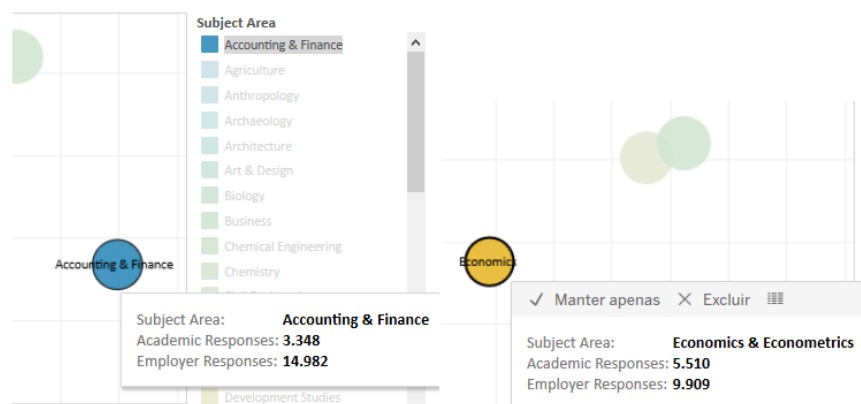 Subject Area
Accounting & Finance
Agriculture
Anthropology
Archaeology
Architecture
Art & Design
Biology
Business
Chemical Engineering
Chemistry
Development Studies
Accounting & Finance
Subject Area: Accounting & Finance
Academic Responses: 3.348
Employer Responses: 14.982
Economics
Manter apenas Excluir
Subject Area: Economics & Econometrics
Academic Responses: 5.510
Employer Responses: 9.909